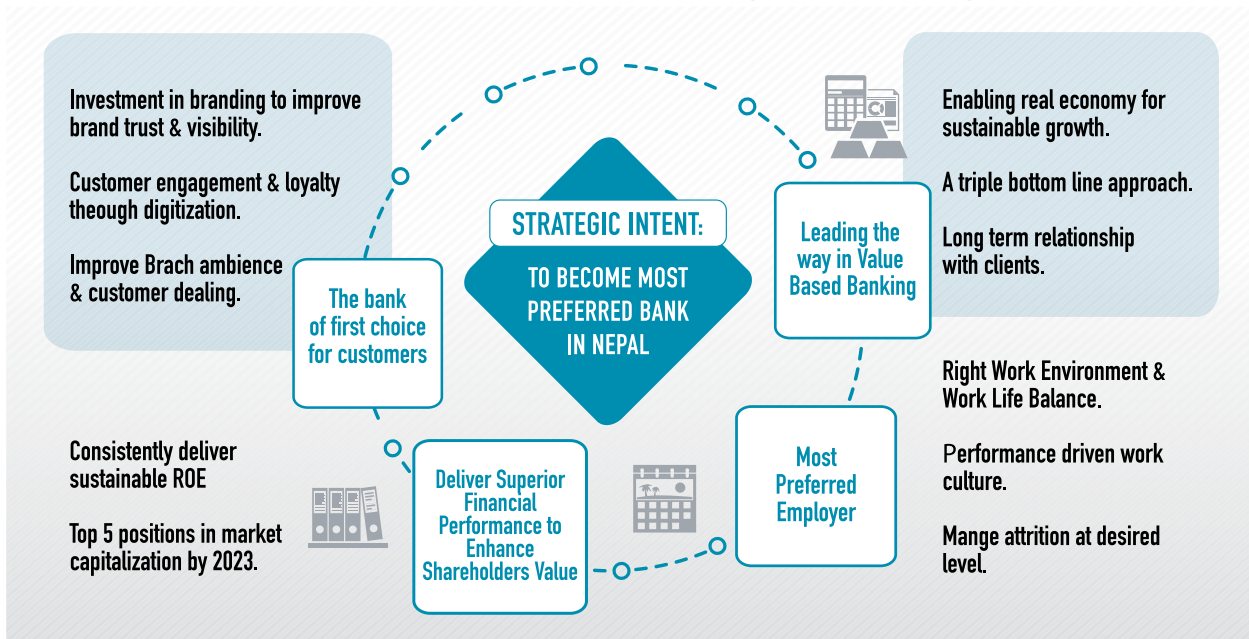 Investment in branding to improve
brand trust & visibility.
Customer engagement & loyalty
theough digitization.
Improve Brach ambience
& customer dealing.
The bank
of first choice
for customers
STRATEGIC INTENT:
TO BECOME MOST
PREFERRED BANK
IN NEPAL
Leading the
way in Value
Based Banking
Enabling real economy for
sustainable growth.
A triple bottom line approach.
Long term relationship
with clients.
Consistently deliver
sustainable ROE
Top 5 positions in market
capitalization by 2023.
Deliver Superior
Financial
Performance to
Enhance
Shareholders Value
Most
Preferred
Employer
Right Work Environment &
Work Life Balance.
Performance driven work
culture.
Mange attrition at desired
level.